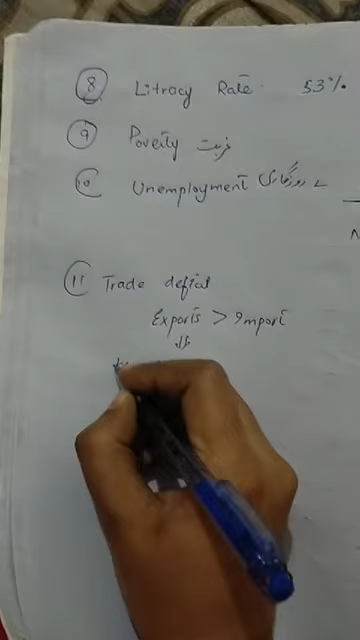 8 Litracy Rate 53%
9 Poverty غربت
10 Unemployment بے روزگاری
11 Trade deficit
Exports > Import